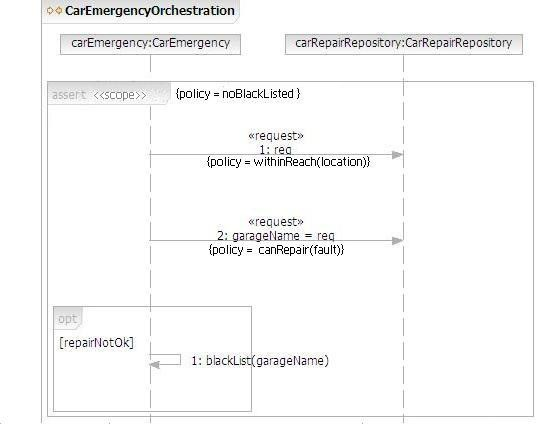 CarEmergencyOrchestration
carEmergency:CarEmergency carRepairRepository:CarRepairRepository
assert <<scope>> {policy = noBlackListed }
«request»
1: req
{policy = withinReach(location)}
«request»
2: garageName = req
{policy = canRepair(fault)}
opt
[repairNotOk]
1: blackList(garageName)